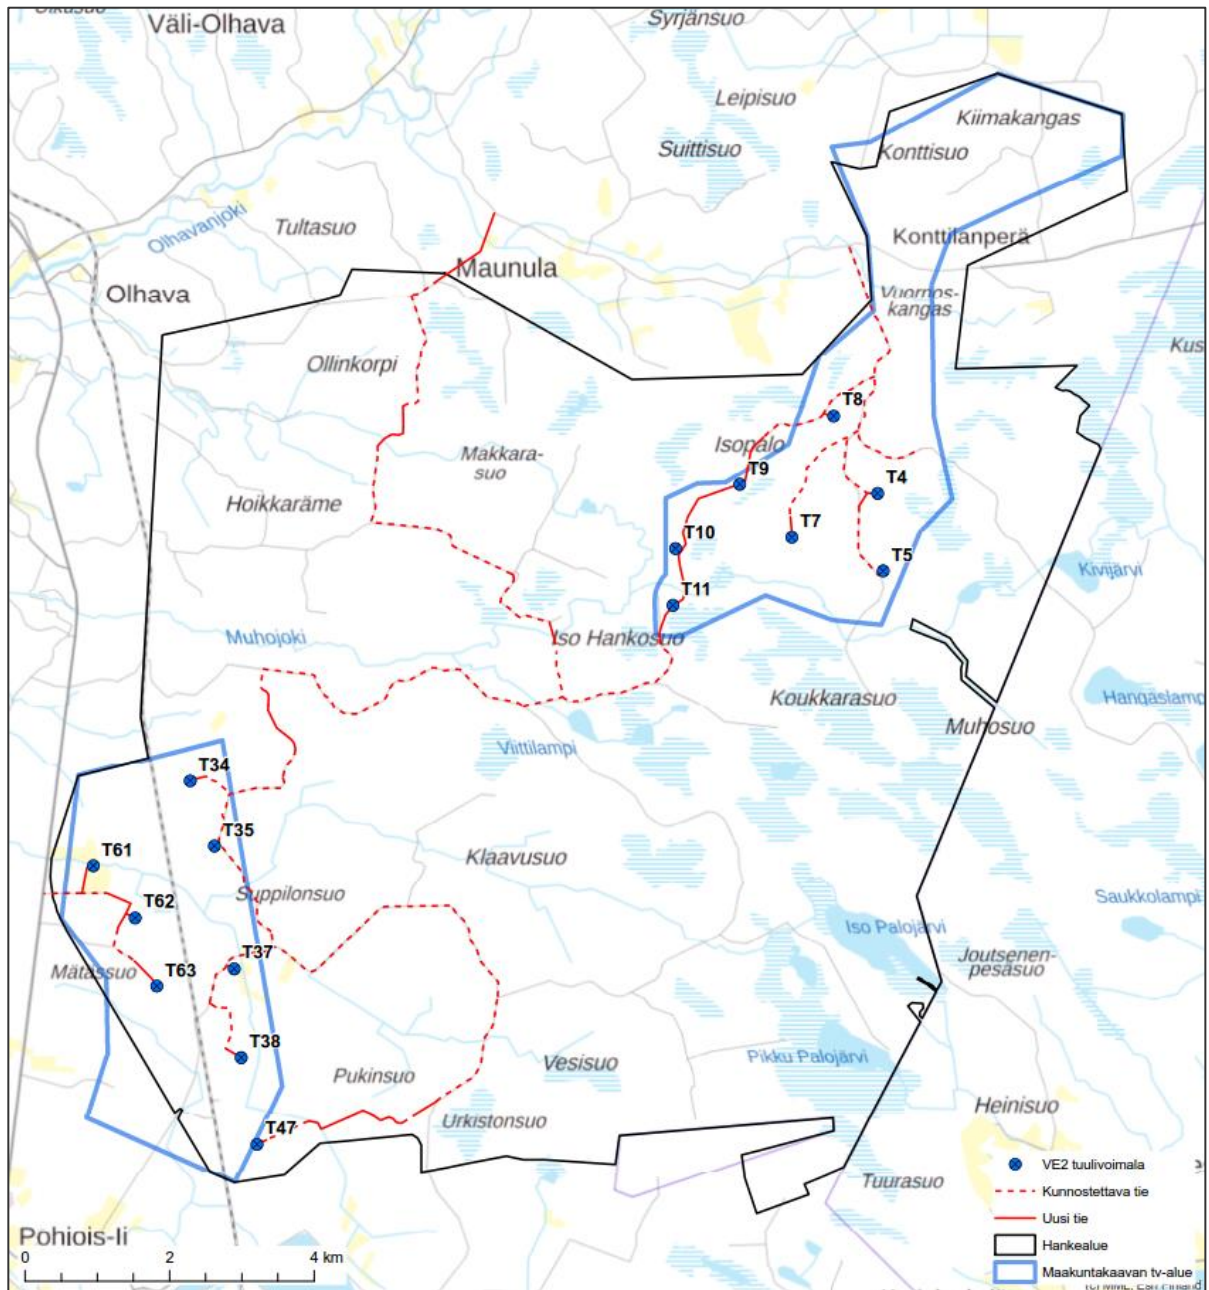 Väli-Olhava
Syrjänsuo
Leipisuo
Kiimakangas
Suittisuo
Konttisuo
Olhavanjoki
Tultasuo
Konttilanperä
Maunula
Olhava
Vuornos-
kangas
Ollinkorpi
Kus
T8
Isopalo
Makkara-
suo
T9
T4
Hoikkaräme
T10
T7
T5
Kivijärvi
T11
Muhojoki
Iso Hankosuo
Koukkarasuo
Hangaslamp
Muhosuo
Viittilampi
T34
T35
T61
Klaavusuo
Suppilonsuo
T62
Saukkolampi
Iso Palojärvi
T37
Joutsenen-
pesäsuo
Mätässuo
T63
T38
Vesisuo
Pikku Palojärvi
Pukinsuo
Heinisuo
T47
Urkistonsuo
Tuurasuo
VE2 tuulivoimala
Kunnostettava tie
Uusi tie
Hankealue
Maakuntakaavan tv-alue
Pohjois-Ii
0 2 4 km